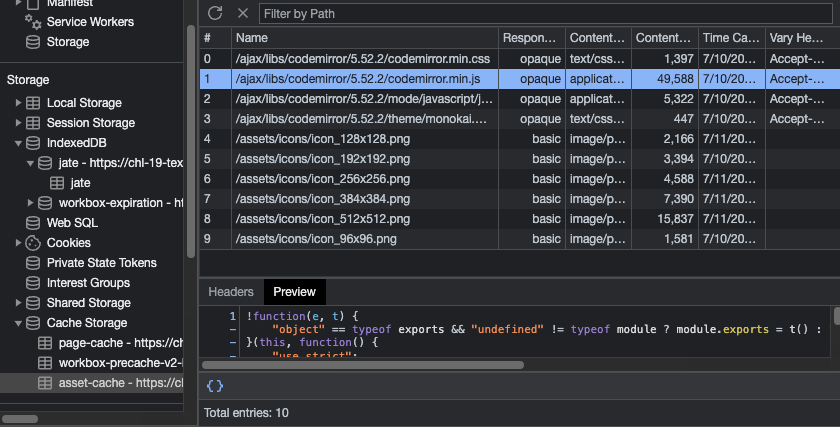 Manifest
Service Workers
Storage
Storage
Local Storage
Session Storage
IndexedDB
jate - https://chl-19-tex
jate
workbox-expiration - ht
Web SQL
Cookies
Private State Tokens
Interest Groups
Shared Storage
Cache Storage
page-cache - https://ch
workbox-precache-v2-l
asset-cache - https://cl
Filter by Path
# Name Respon... Content... Content... Time Ca... Vary He...
0 /ajax/libs/codemirror/5.52.2/codemirror.min.css opaque text/css... 1,397 7/10/20... Accept-...
1 /ajax/libs/codemirror/5.52.2/codemirror.min.js opaque applicat... 49,588 7/10/20... Accept-...
2 /ajax/libs/codemirror/5.52.2/mode/javascript/j... opaque applicat... 5,322 7/10/20... Accept-...
3 /ajax/libs/codemirror/5.52.2/theme/monokai.... opaque text/css... 447 7/10/20... Accept-...
4 /assets/icons/icon_128x128.png basic image/p... 2,166 7/11/20...
5 /assets/icons/icon_192x192.png basic image/p... 3,394 7/10/20...
6 /assets/icons/icon_256x256.png basic image/p... 4,588 7/11/20...
7 /assets/icons/icon_384x384.png basic image/p... 7,390 7/11/20...
8 /assets/icons/icon_512x512.png basic image/p... 15,837 7/11/20...
9 /assets/icons/icon_96x96.png basic image/p... 1,581 7/10/20...
Headers Preview
1 !function(e, t) {
- "object" == typeof exports && "undefined" != typeof module ? module.exports = t() :
- }(this, function() {
- "use strict";
{}
Total entries: 10